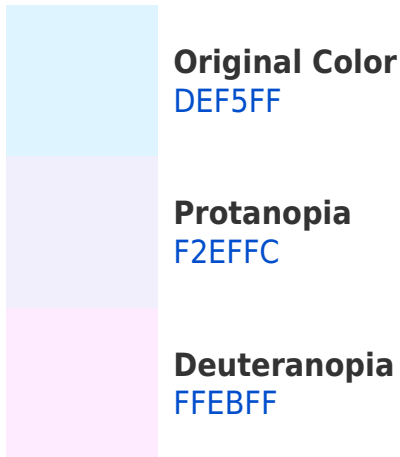 Original Color
DEF5FF
Protanopia
F2EFFC
Deuteranopia
FFEBFF